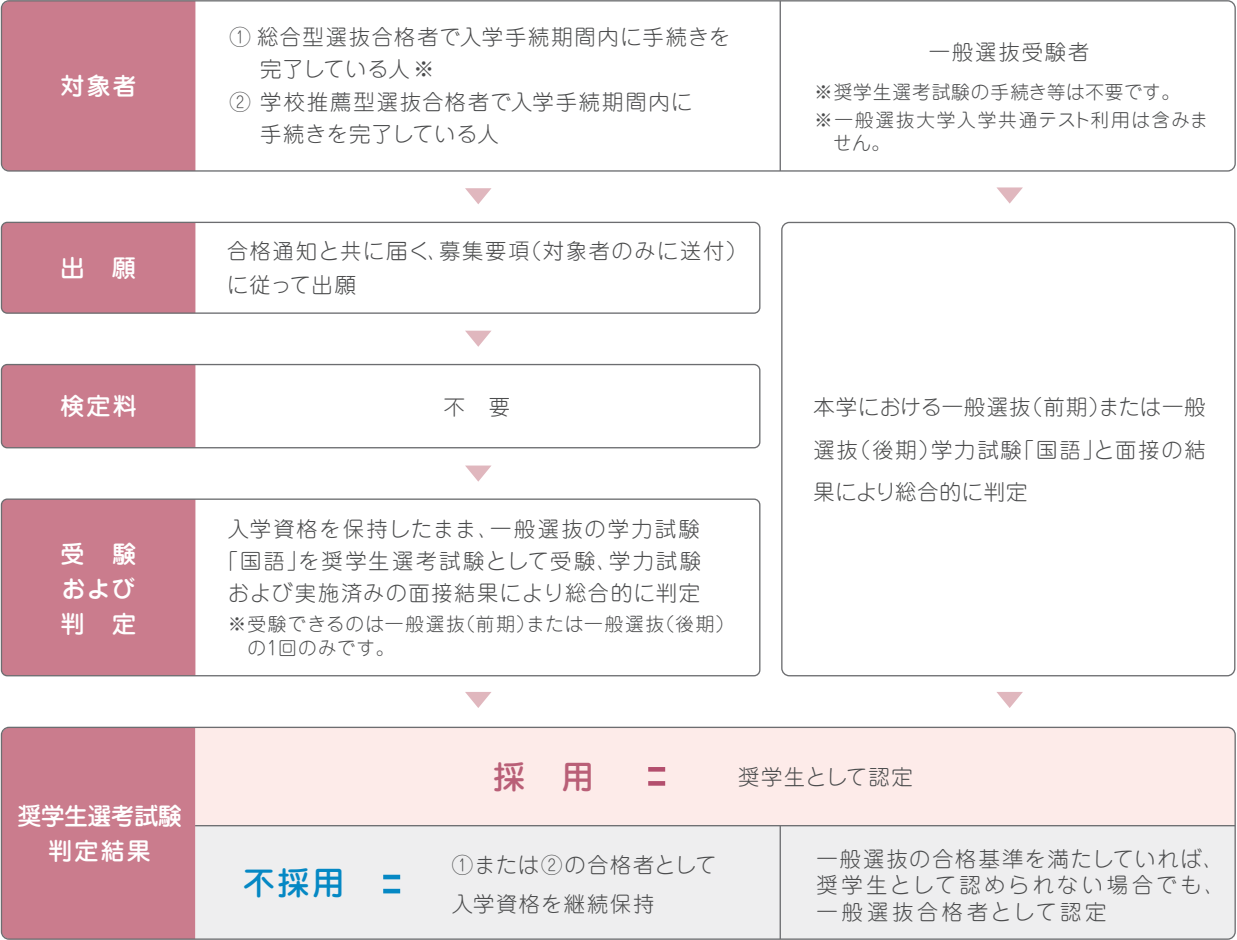 対象者
① 総合型選抜合格者で入学手続期間内に手続きを
完了している人※
② 学校推薦型選抜合格者で入学手続期間内に
手続きを完了している人
一般選抜受験者
※奨学生選考試験の手続き等は不要です。
※一般選抜大学入学共通テスト利用は含みま
せん。
出　願
合格通知と共に届く、募集要項(対象者のみに送付)
に従って出願
検定料
不　要
受　験
および
判　定
入学資格を保持したまま、一般選抜の学力試験
「国語」を奨学生選考試験として受験、学力試験
および実施済みの面接結果により総合的に判定
※受験できるのは一般選抜(前期)または一般選抜(後期)
の1回のみです。
本学における一般選抜(前期)または一般
選抜(後期)学力試験「国語」と面接の結
果により総合的に判定
奨学生選考試験
判定結果
採　用 = 奨学生として認定
不採用 =
①または②の合格者として
入学資格を継続保持
一般選抜の合格基準を満たしていれば、
奨学生として認められない場合でも、
一般選抜合格者として認定